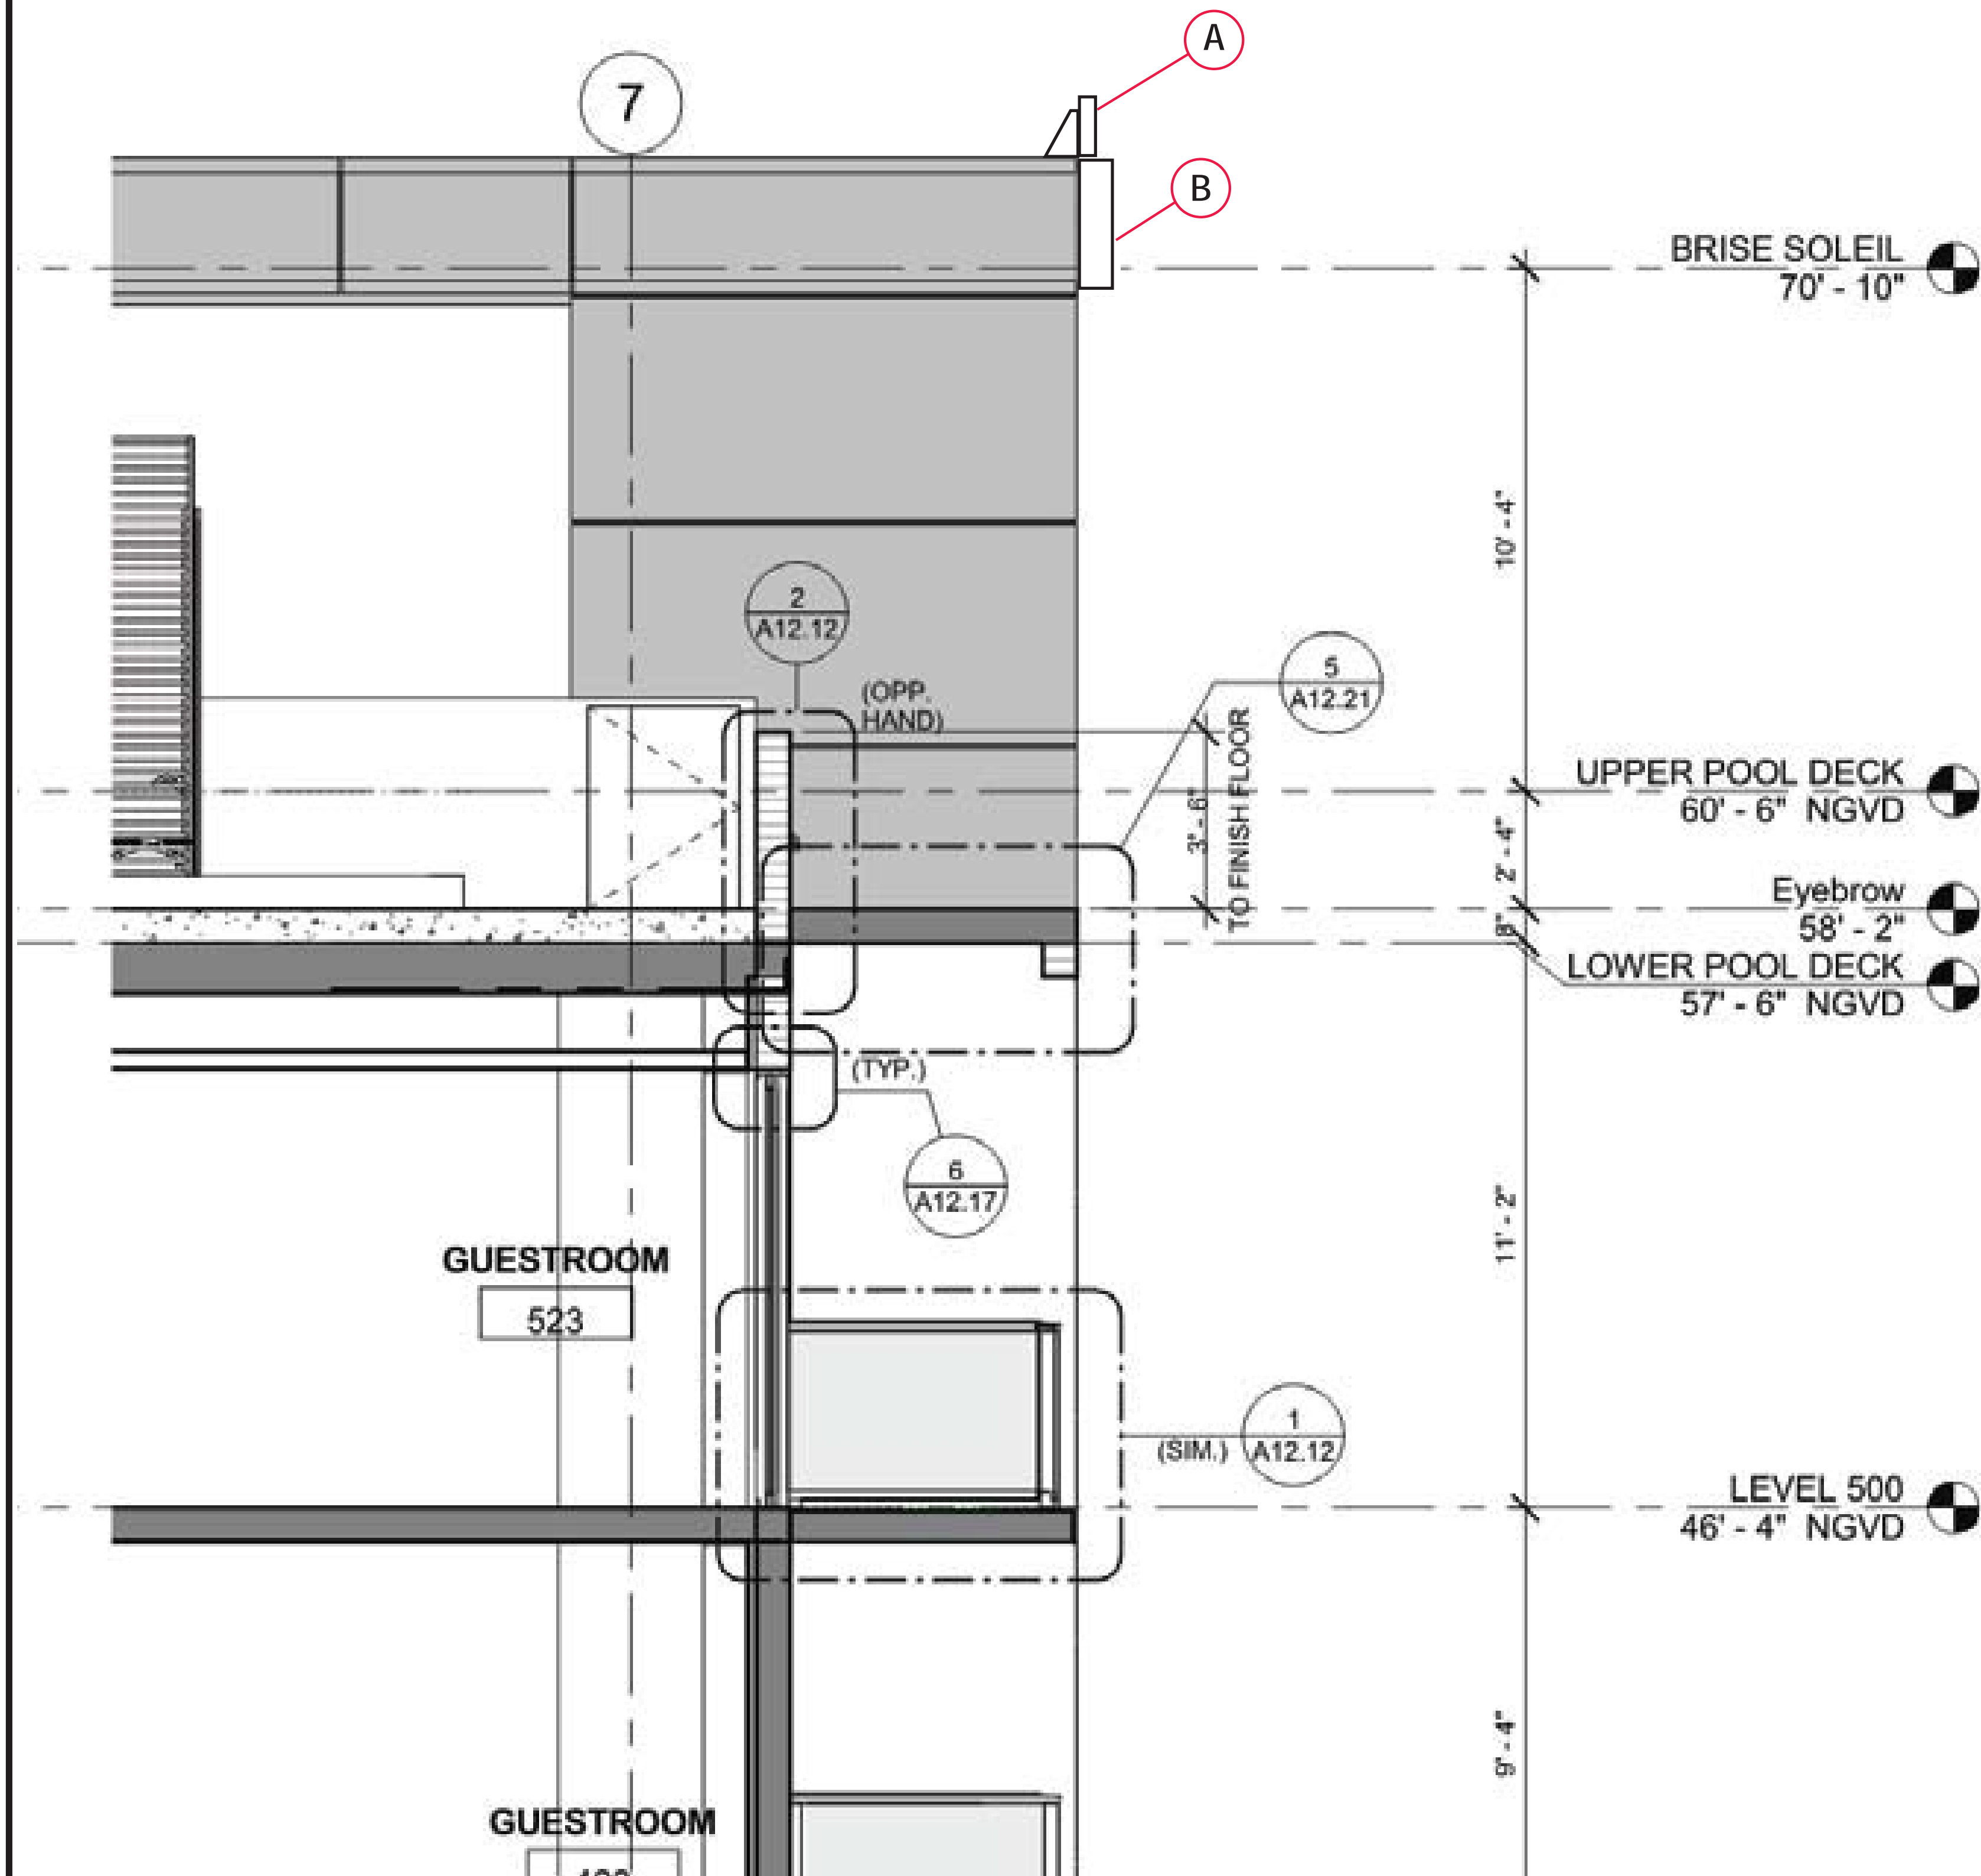 A
7
B
BRISE SOLEIL
70' - 10"
10' - 4"
2
A12.12
(OPP.
HAND)
5
A12.21
3' - 6"
TO FINISH FLOOR
UPPER POOL DECK
60' - 6" NGVD
2' - 4"
Eyebrow
58' - 2"
8"
LOWER POOL DECK
57' - 6" NGVD
(TYP.)
6
A12.17
11' - 2"
GUESTROOM
523
1
(SIM.) A12.12
LEVEL 500
46' - 4" NGVD
9' - 4"
GUESTROOM